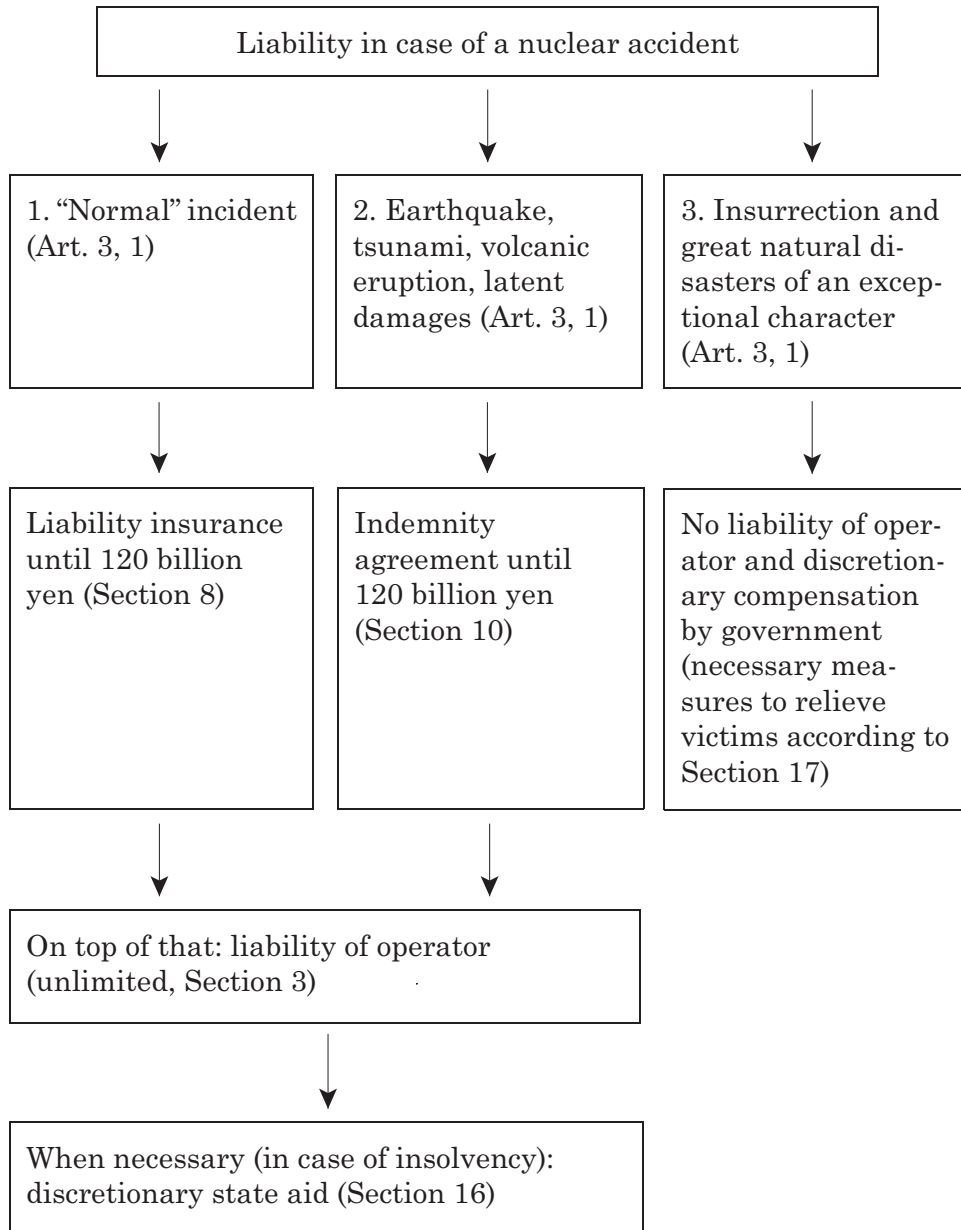 Liability in case of a nuclear accident
1. “Normal” incident
(Art. 3, 1)
2. Earthquake,
tsunami, volcanic
eruption, latent
damages (Art. 3, 1)
3. Insurrection and
great natural di-
sasters of an excep-
tional character
(Art. 3, 1)
Liability insurance
until 120 billion
yen (Section 8)
Indemnity
agreement until
120 billion yen
(Section 10)
No liability of oper-
ator and discretion-
ary compensation
by government
(necessary mea-
sures to relieve
victims according to
Section 17)
On top of that: liability of operator
(unlimited, Section 3)
When necessary (in case of insolvency):
discretionary state aid (Section 16)